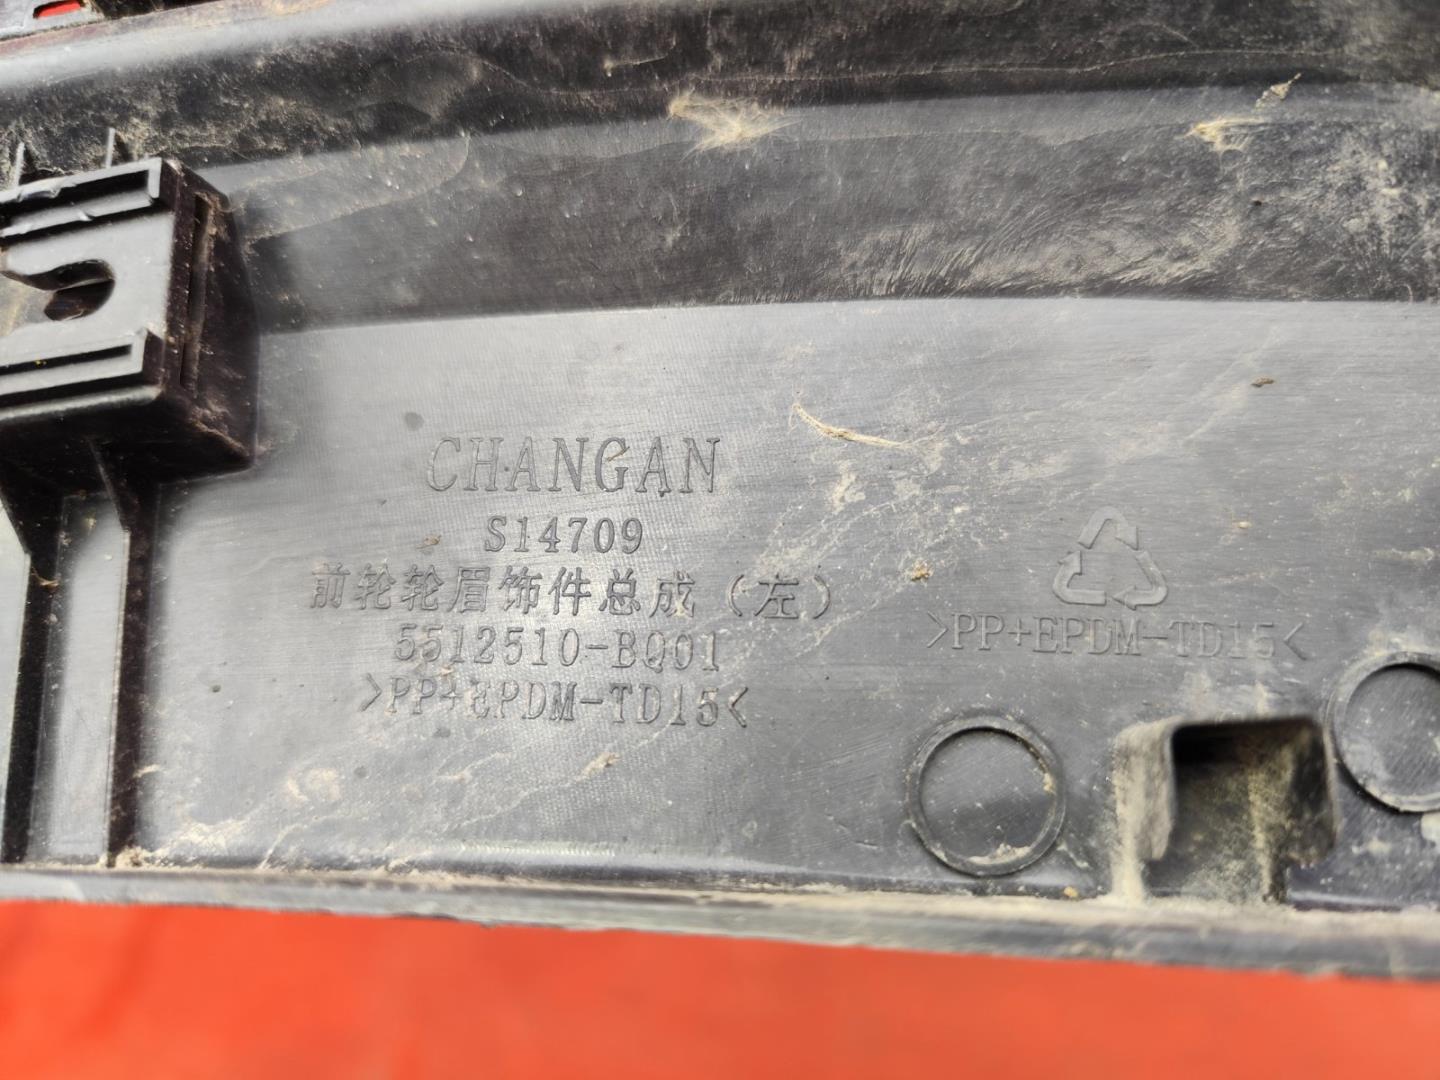 CHANGAN
S14709
前轮轮眉饰件总成(左)
5512510-BQ01
>PP+EPDM-TD15<
>PP+EPDM-TD15<